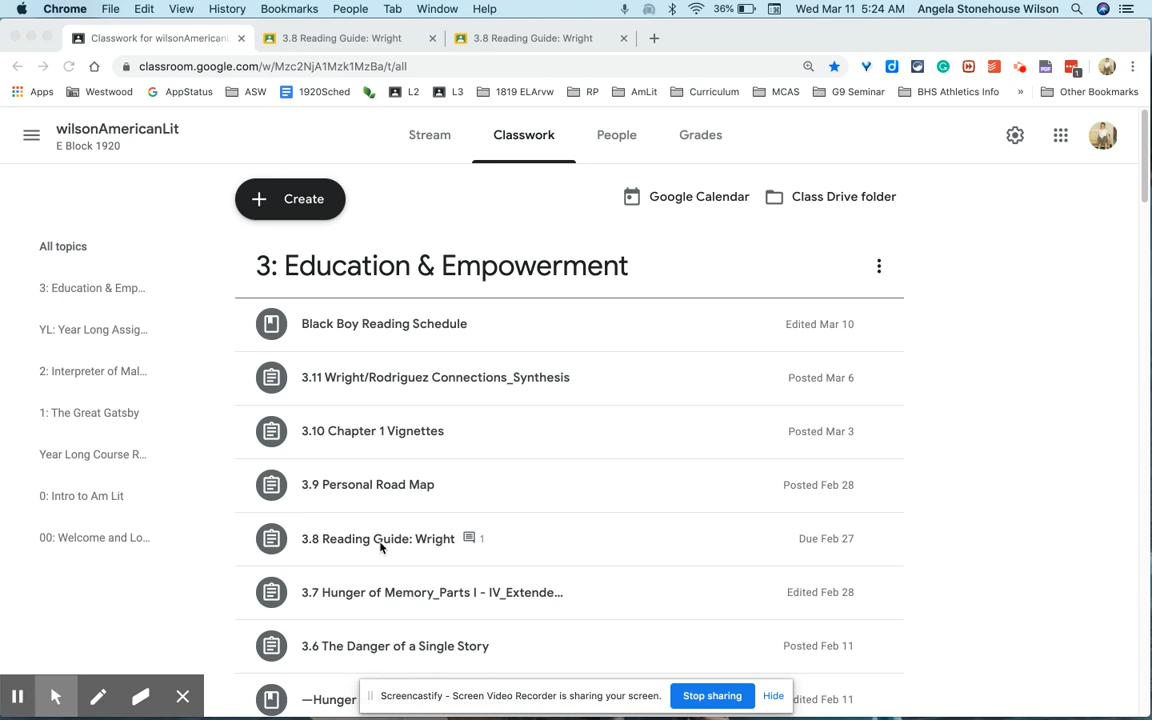 Chrome File Edit View History Bookmarks People Tab Window Help 36% Wed Mar 11 5:24 AM Angela Stonehouse Wilson
Classwork for wilsonAmericanL 3.8 Reading Guide: Wright 3.8 Reading Guide: Wright
classroom.google.com/w/Mzc2NjA1Mzk1MzBa/t/all
Apps Westwood AppStatus ASW 1920Sched L2 L3 1819 ELArvw RP AmLit Curriculum MCAS G9 Seminar BHS Athletics Info » Other Bookmarks
wilsonAmericanLit
E Block 1920
Stream Classwork People Grades
Create
Google Calendar Class Drive folder
All topics
3: Education & Emp...
YL: Year Long Assig...
2: Interpreter of Mal...
1: The Great Gatsby
Year Long Course R...
0: Intro to Am Lit
00: Welcome and Lo...
3: Education & Empowerment
Black Boy Reading Schedule Edited Mar 10
3.11 Wright/Rodriguez Connections_Synthesis Posted Mar 6
3.10 Chapter 1 Vignettes Posted Mar 3
3.9 Personal Road Map Posted Feb 28
3.8 Reading Guide: Wright 1 Due Feb 27
3.7 Hunger of Memory_Parts I - IV_Extende... Edited Feb 28
3.6 The Danger of a Single Story Posted Feb 11
—Hunger dited Feb 11
Screencastify - Screen Video Recorder is sharing your screen. Stop sharing Hide